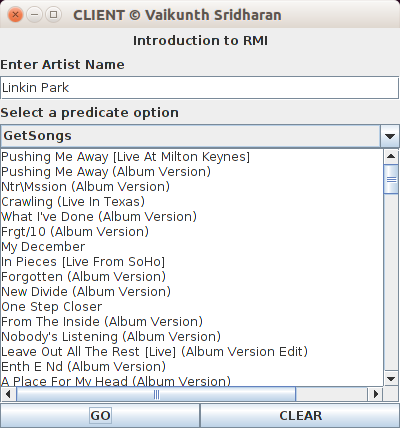 CLIENT © Vaikunth Sridharan
Introduction to RMI
Enter Artist Name
Linkin Park
Select a predicate option
GetSongs
Pushing Me Away [Live At Milton Keynes]
Pushing Me Away (Album Version)
Ntr\Mssion (Album Version)
Crawling (Live In Texas)
What I've Done (Album Version)
Frgt/10 (Album Version)
My December
In Pieces [Live From SoHo]
Forgotten (Album Version)
New Divide (Album Version)
One Step Closer
From The Inside (Album Version)
Nobody's Listening (Album Version)
Leave Out All The Rest [Live] (Album Version Edit)
Enth E Nd (Album Version)
A Place For My Head (Album Version)
GO CLEAR